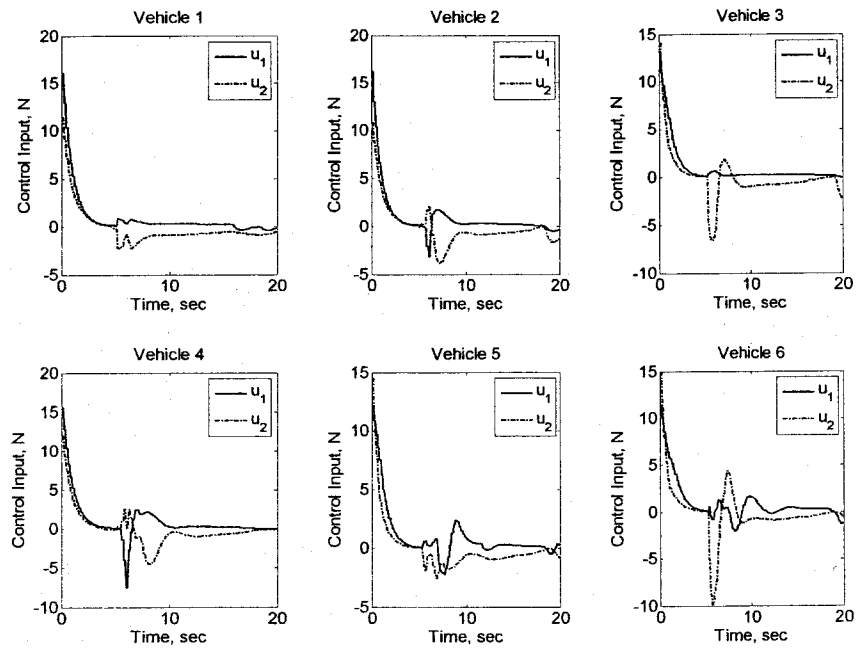 Vehicle 1
Control Input, N
20
15
10
5
0
-5
0
10
20
Time, sec
u1
u2
Vehicle 2
Control Input, N
20
15
10
5
0
-5
0
10
20
Time, sec
u1
u2
Vehicle 3
Control Input, N
15
10
5
0
-5
-10
0
10
20
Time, sec
u1
u2
Vehicle 4
Control Input, N
20
15
10
5
0
-5
-10
0
10
20
Time, sec
u1
u2
Vehicle 5
Control Input, N
15
10
5
0
-5
0
10
20
Time, sec
u1
u2
Vehicle 6
Control Input, N
15
10
5
0
-5
-10
0
10
20
Time, sec
u1
u2